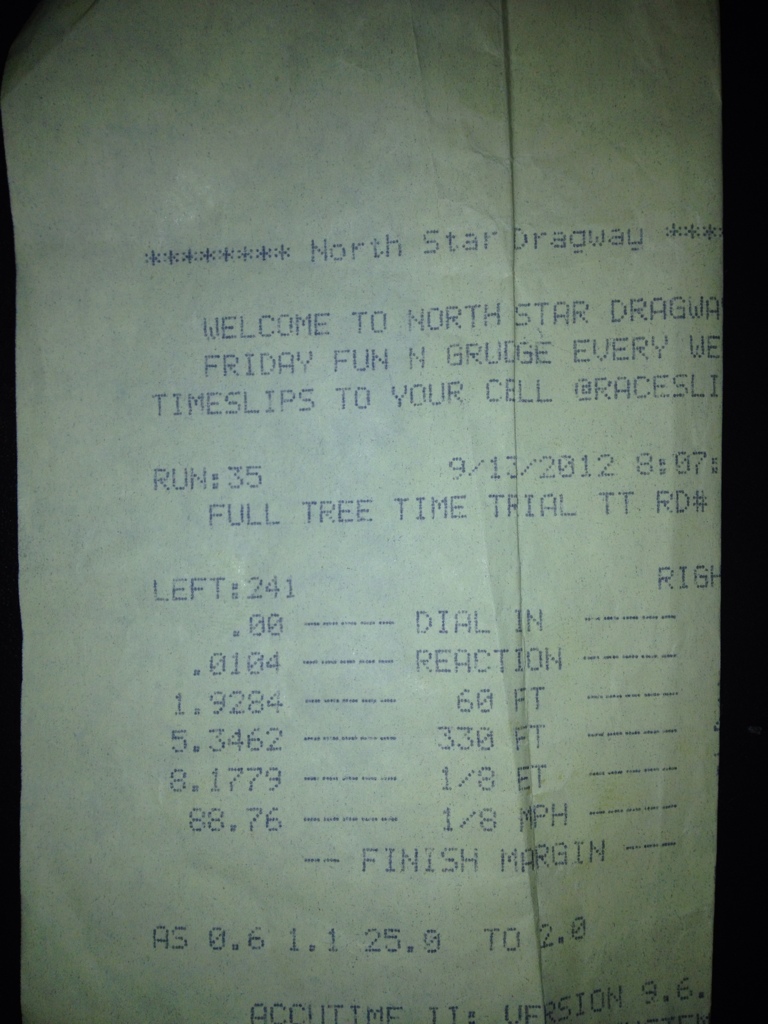 ******** North Star Dragway ***
WELCOME TO NORTH STAR DRAGWA
FRIDAY FUN N GRUDGE EVERY WE
TIMESLIPS TO YOUR CELL @RACESLI
RUN:35 9/13/2012 8:07:
FULL TREE TIME TRIAL TT RD#
LEFT:241 RIGH
.00 ----- DIAL IN -----
.0104 ----- REACTION -----
1.9284 ----- 60 FT -----
5.3462 ----- 330 FT -----
8.1779 ----- 1/8 ET -----
88.76 ----- 1/8 MPH -----
-- FINISH MARGIN ---
AS 0.6 1.1 25.0 TO 2.0
ACCUTIME II: VERSION 9.6.